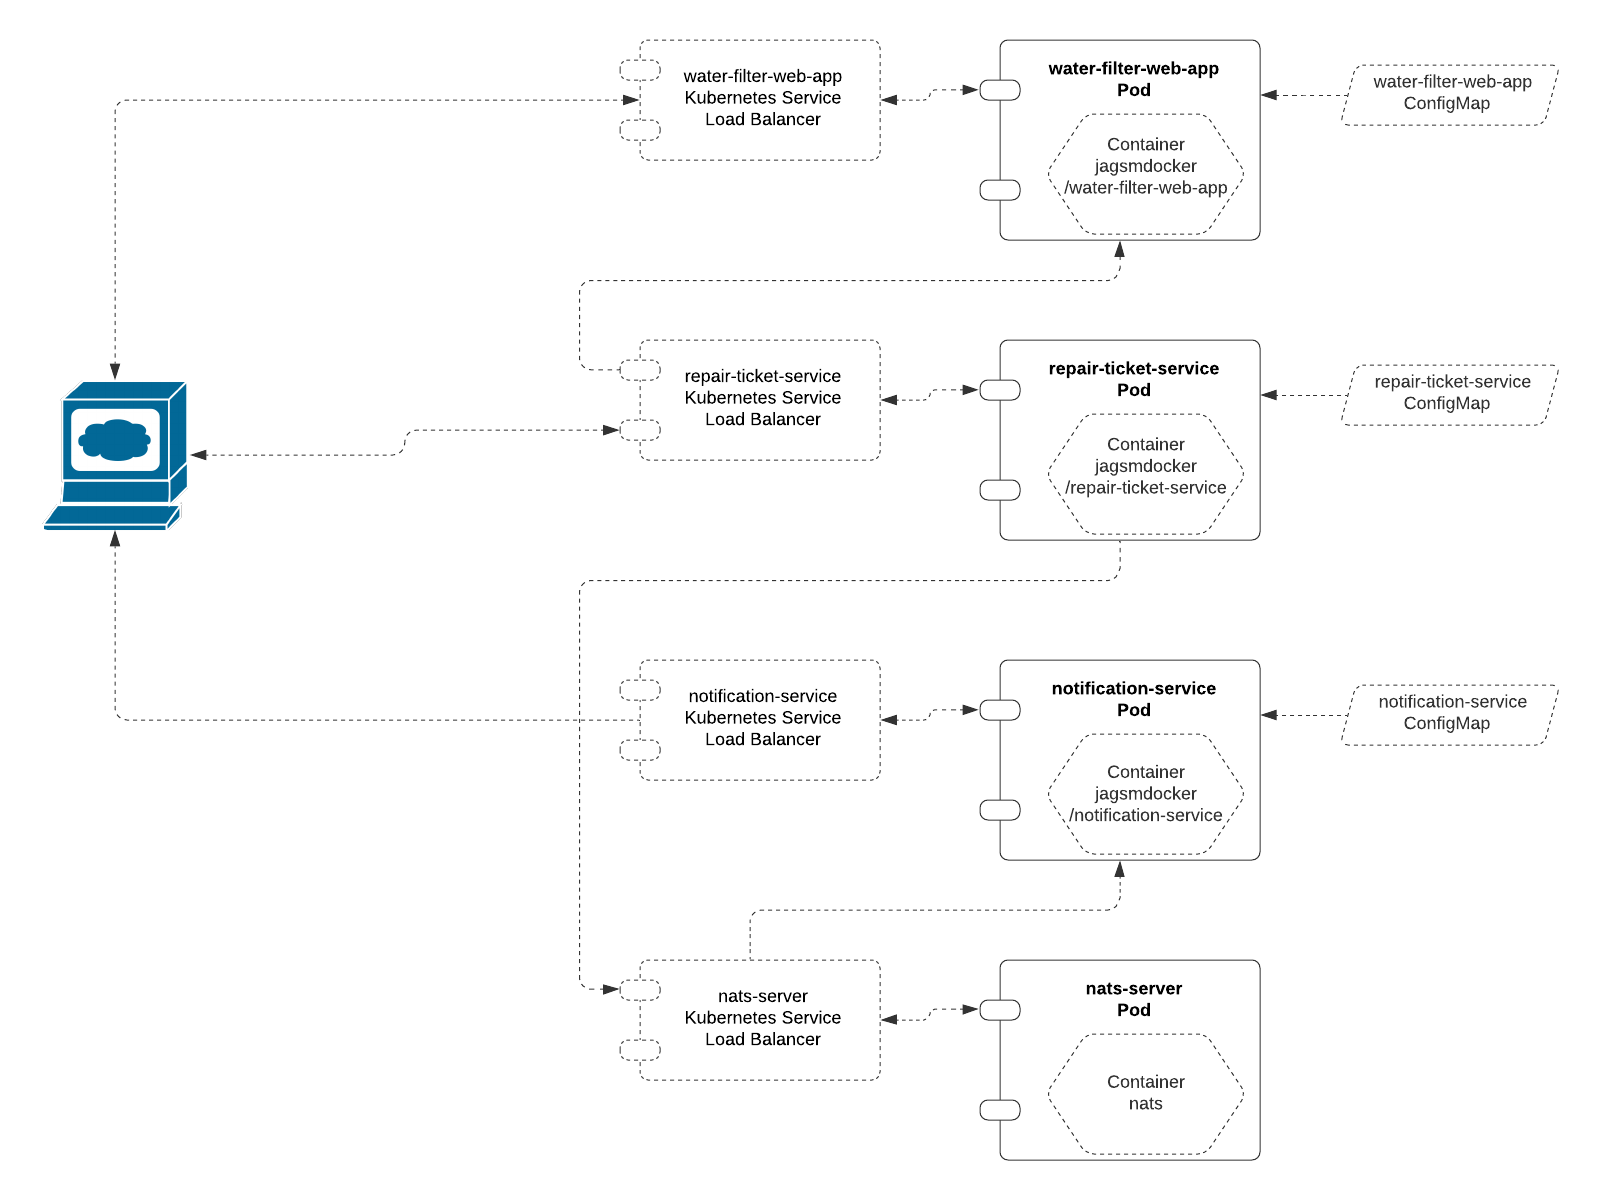 water-filter-web-app
Kubernetes Service
Load Balancer
water-filter-web-app
Pod
Container
jagsmdocker
/water-filter-web-app
water-filter-web-app
ConfigMap
repair-ticket-service
Kubernetes Service
Load Balancer
repair-ticket-service
Pod
Container
jagsmdocker
/repair-ticket-service
repair-ticket-service
ConfigMap
notification-service
Kubernetes Service
Load Balancer
notification-service
Pod
Container
jagsmdocker
/notification-service
notification-service
ConfigMap
nats-server
Kubernetes Service
Load Balancer
nats-server
Pod
Container
nats